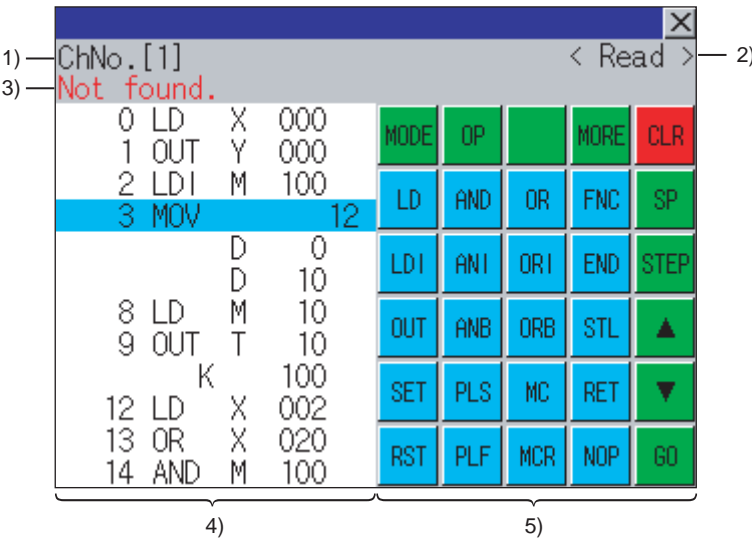 1) ChNo.[1] < Read > 2)
3) Not found.
0 LD X 000
1 OUT Y 000
2 LDI M 100
3 MOV 12
D 0
D 10
8 LD M 10
9 OUT T 10
K 100
12 LD X 002
13 OR X 020
14 AND M 100
MODE OP MORE CLR
LD AND OR FNC SP
LDI ANI ORI END STEP
OUT ANB ORB STL ▲
SET PLS MC RET ▼
RST PLF MCR NOP GO
4) 5)